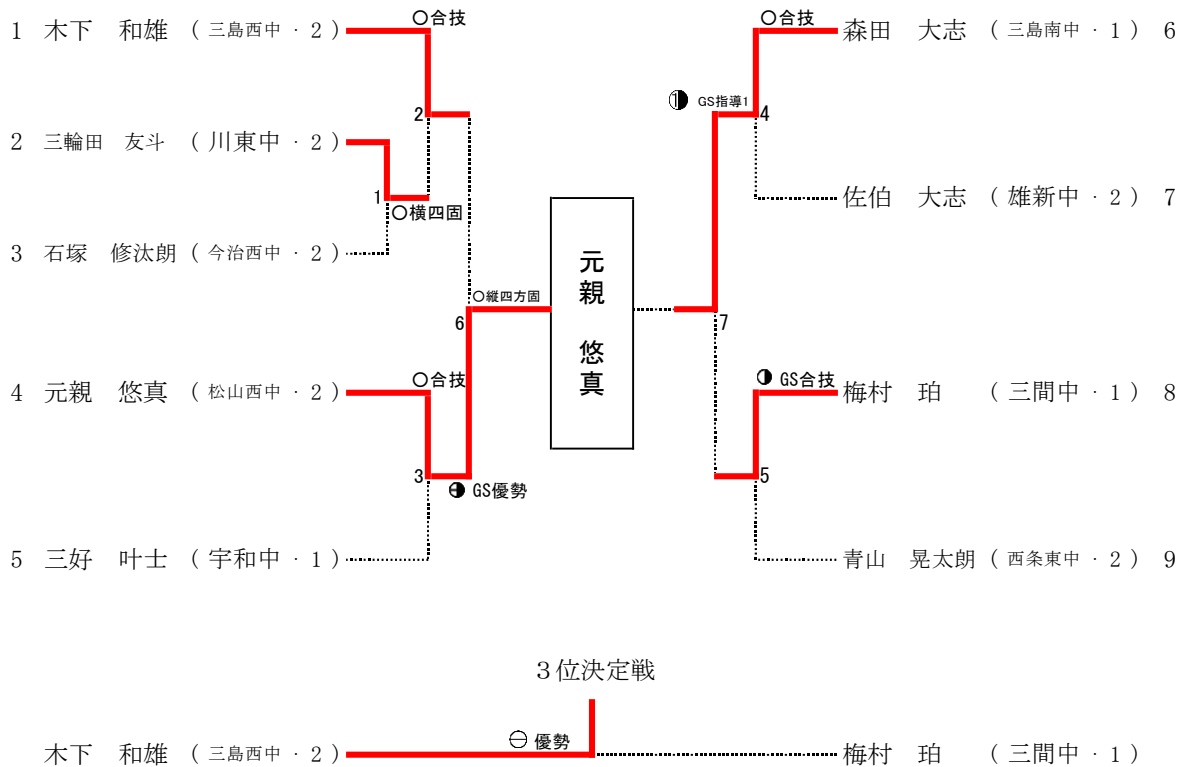 ○合技 ○合技
1 木下 和雄 ( 三島西中 ・ 2 ) 森田 大志 ( 三島南中 ・ 1 ) 6
① GS指導1
2 4
2 三輪田 友斗 ( 川東中 ・ 2 )
1 佐伯 大志 ( 雄新中 ・ 2 ) 7
○横四固
3 石塚 修汰朗 ( 今治西中 ・ 2 )
元親 悠真
○縦四方固
6 7
○合技 GS合技
4 元親 悠真 ( 松山西中 ・ 2 ) 梅村 珀 ( 三間中 ・ 1 ) 8
3 5
GS優勢
5 三好 叶士 ( 宇和中 ・ 1 ) 青山 晃太朗 ( 西条東中 ・ 2 ) 9
3位決定戦
優勢
木下 和雄 ( 三島西中 ・ 2 ) 梅村 珀 ( 三間中 ・ 1 )